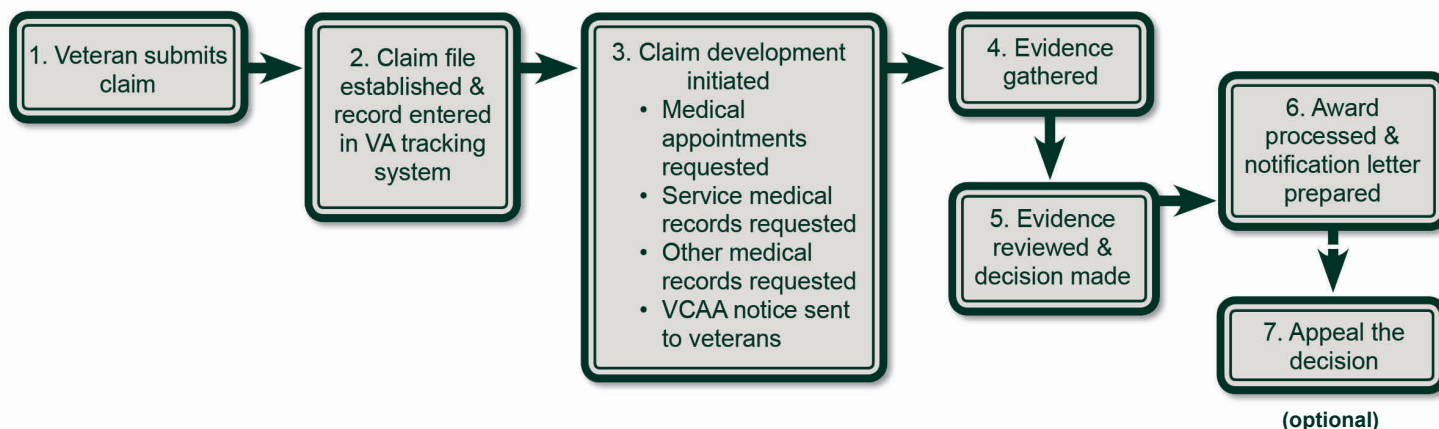 1. Veteran submits
claim
2. Claim file
established &
record entered
in VA tracking
system
3. Claim development
initiated
• Medical
appointments
requested
• Service medical
records requested
• Other medical
records requested
• VCAA notice sent
to veterans
4. Evidence
gathered
5. Evidence
reviewed &
decision made
6. Award
processed &
notification letter
prepared
7. Appeal the
decision
(optional)